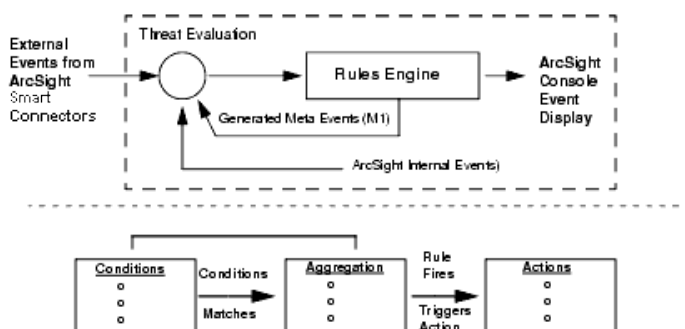 Threat Evaluation
External
Events from
ArcSight
Smart
Connectors
Rules Engine
ArcSight
Console
Event
Display
Generated Meta Events (M1)
ArcSight Internal Events)
Conditions
Conditions
Matches
Aggregation
Rule
Fires
Triggers
Action
Actions